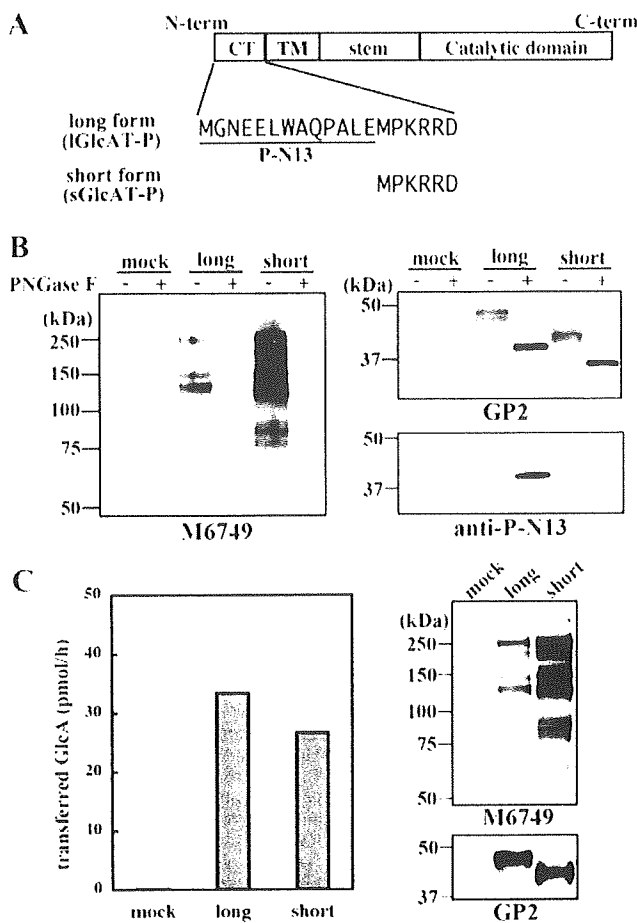 A
N-term C-term
CT TM stem Catalytic domain
long form
(lGlcAT-P)
MGNEELWAQPALEMPKRRD
P-N13
short form
(sGlcAT-P)
MPKRRD
B
mock long short
PNGase F - + - + - +
(kDa)
250
150
100
75
50
M6749
mock long short
- + - + - +
(kDa)
50
37
GP2
50
37
anti-P-N13
C
transferred GlcA (pmol/h)
50
40
30
20
10
0
mock long short
mock long short
(kDa)
250
150
100
75
50
M6749
50
37
GP2